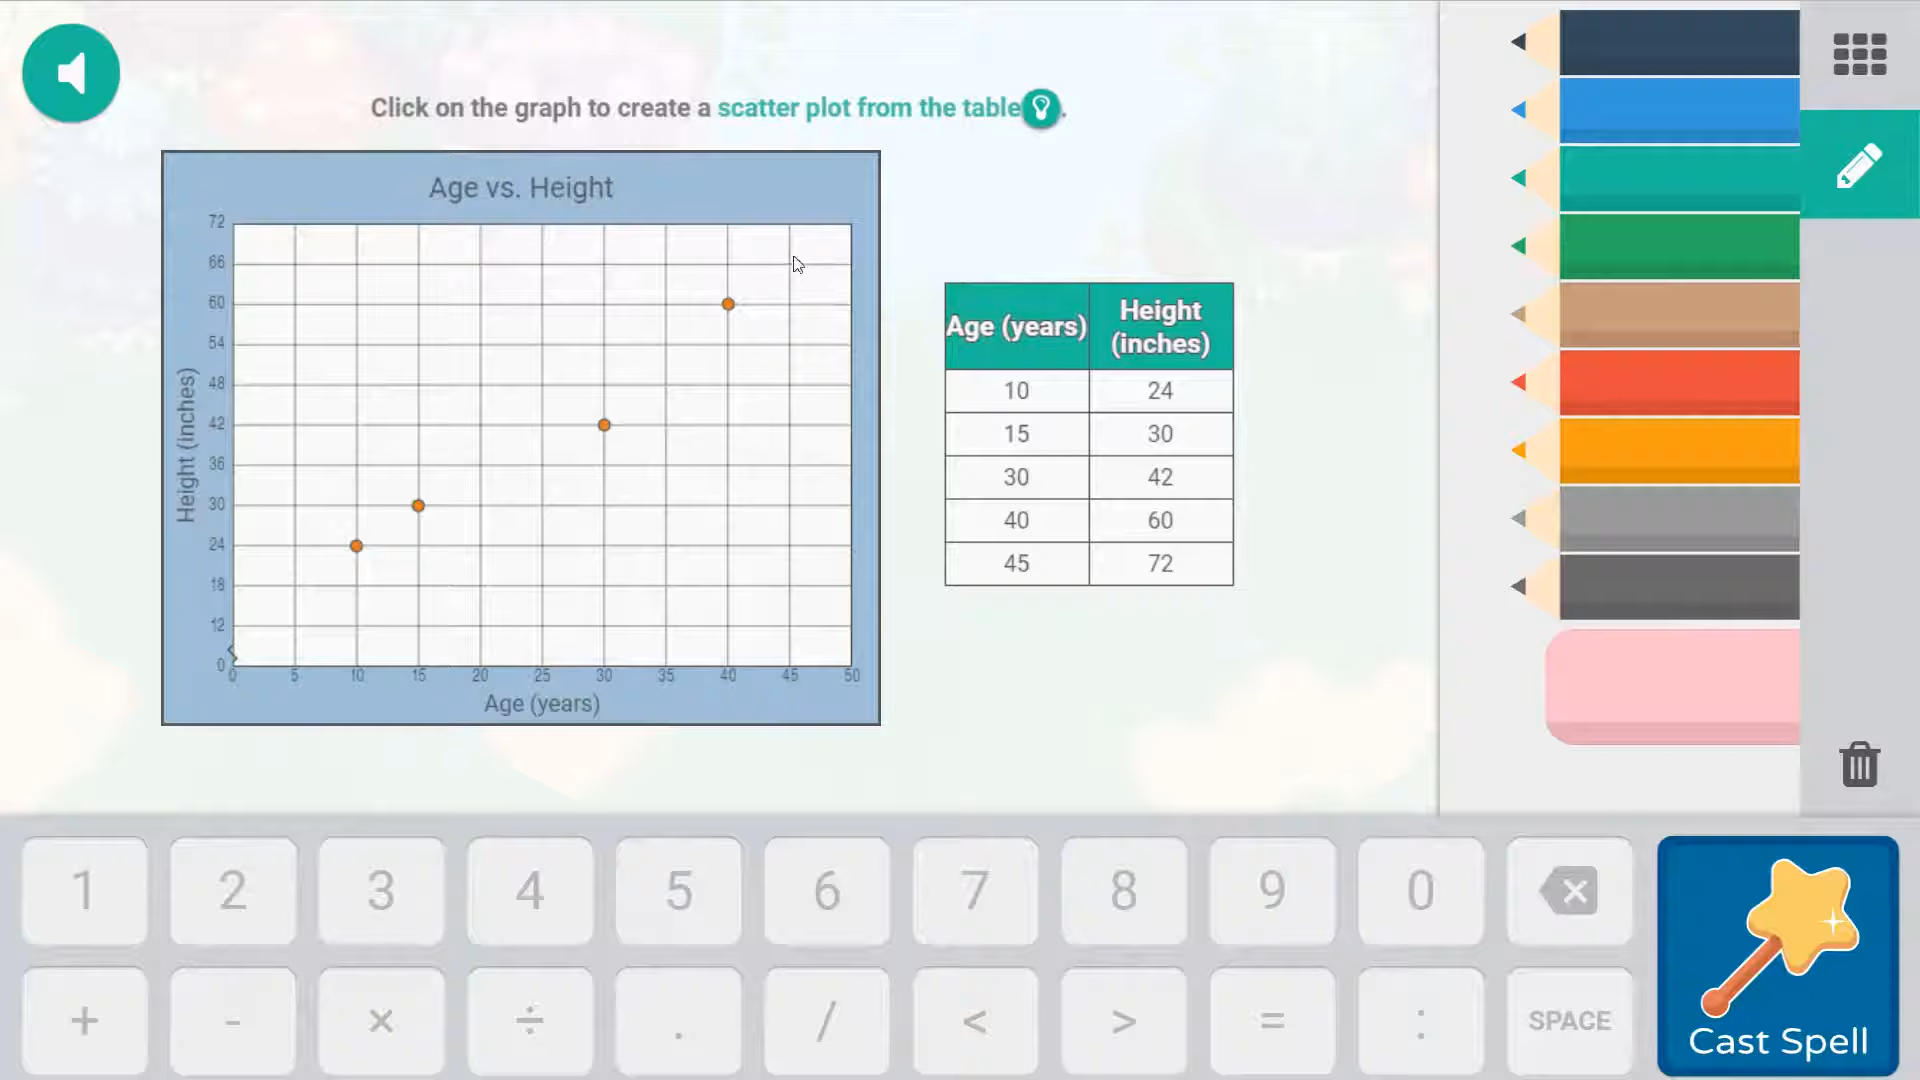 Click on the graph to create a scatter plot from the table.
Age vs. Height
72
66
60
54
48
42
36
30
24
18
12
0
Height (inches)
0 5 10 15 20 25 30 35 40 45 50
Age (years)
Age (years) Height (inches)
10 24
15 30
30 42
40 60
45 72
1 2 3 4 5 6 7 8 9 0
+ - × ÷ . / < > = : SPACE
Cast Spell